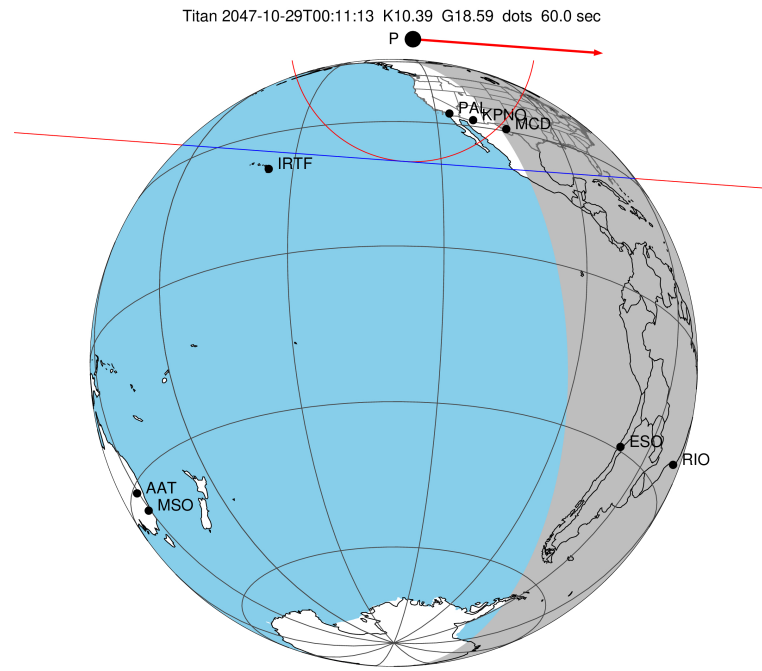 Titan 2047-10-29T00:11:13 K10.39 G18.59 dots 60.0 sec
P
PAL
KPNO
MCD
IRTF
ESO
RIO
AAT
MSO